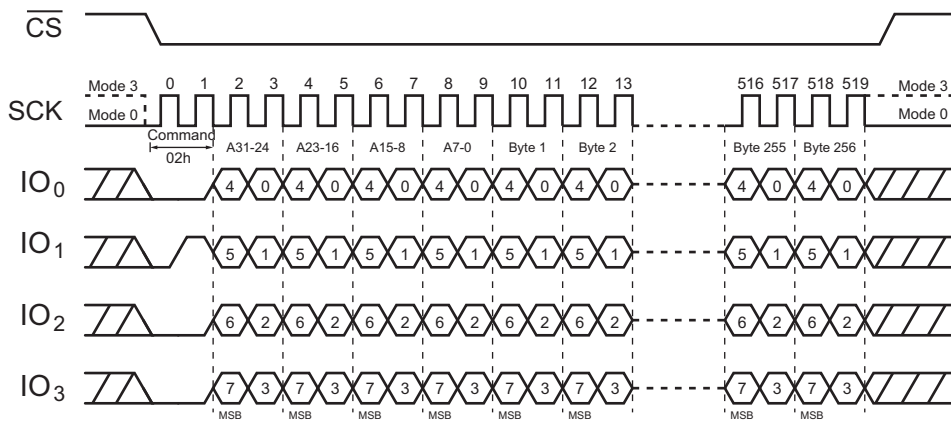 CS
Mode 3 0 1 2 3 4 5 6 7 8 9 10 11 12 13 516 517 518 519 Mode 3
SCK
Mode 0 Mode 0
Command
02h
A31-24 A23-16 A15-8 A7-0 Byte 1 Byte 2 Byte 255 Byte 256
IO0 4 0 4 0 4 0 4 0 4 0 4 0 4 0 4 0
IO1 5 1 5 1 5 1 5 1 5 1 5 1 5 1 5 1
IO2 6 2 6 2 6 2 6 2 6 2 6 2 6 2 6 2
IO3 7 3 7 3 7 3 7 3 7 3 7 3 7 3 7 3
MSB MSB MSB MSB MSB MSB MSB MSB